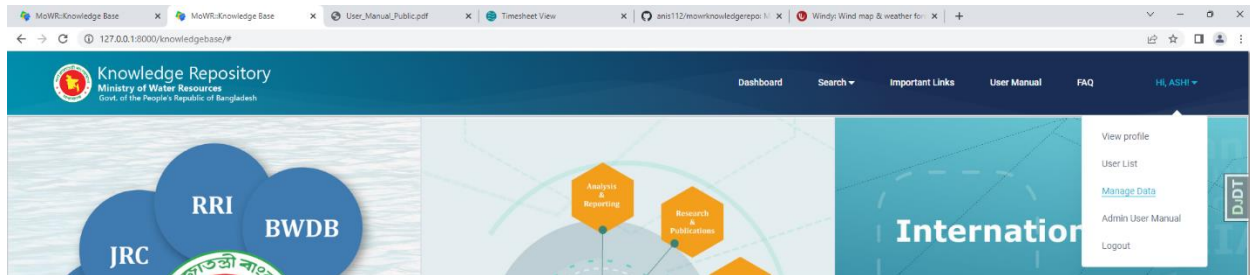 MoWR::Knowledge Base
MoWR::Knowledge Base
User_Manual_Public.pdf
Timesheet View
anis112/mowrknowledgerepo: M
Windy: Wind map & weather for
127.0.0.1:8000/knowledgebase/#
Knowledge Repository
Ministry of Water Resources
Govt. of the People's Republic of Bangladesh
Dashboard
Search
Important Links
User Manual
FAQ
Hi, ASH!
View profile
User List
Manage Data
Admin User Manual
Logout
DJDT
RRI
BWDB
JRC
Analysis
&
Reporting
Research
&
Publications
Internation